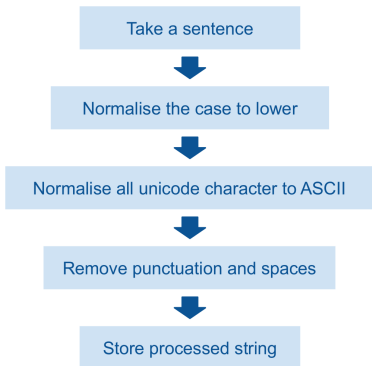 Take a sentence
Normalise the case to lower
Normalise all unicode character to ASCII
Remove punctuation and spaces
Store processed string